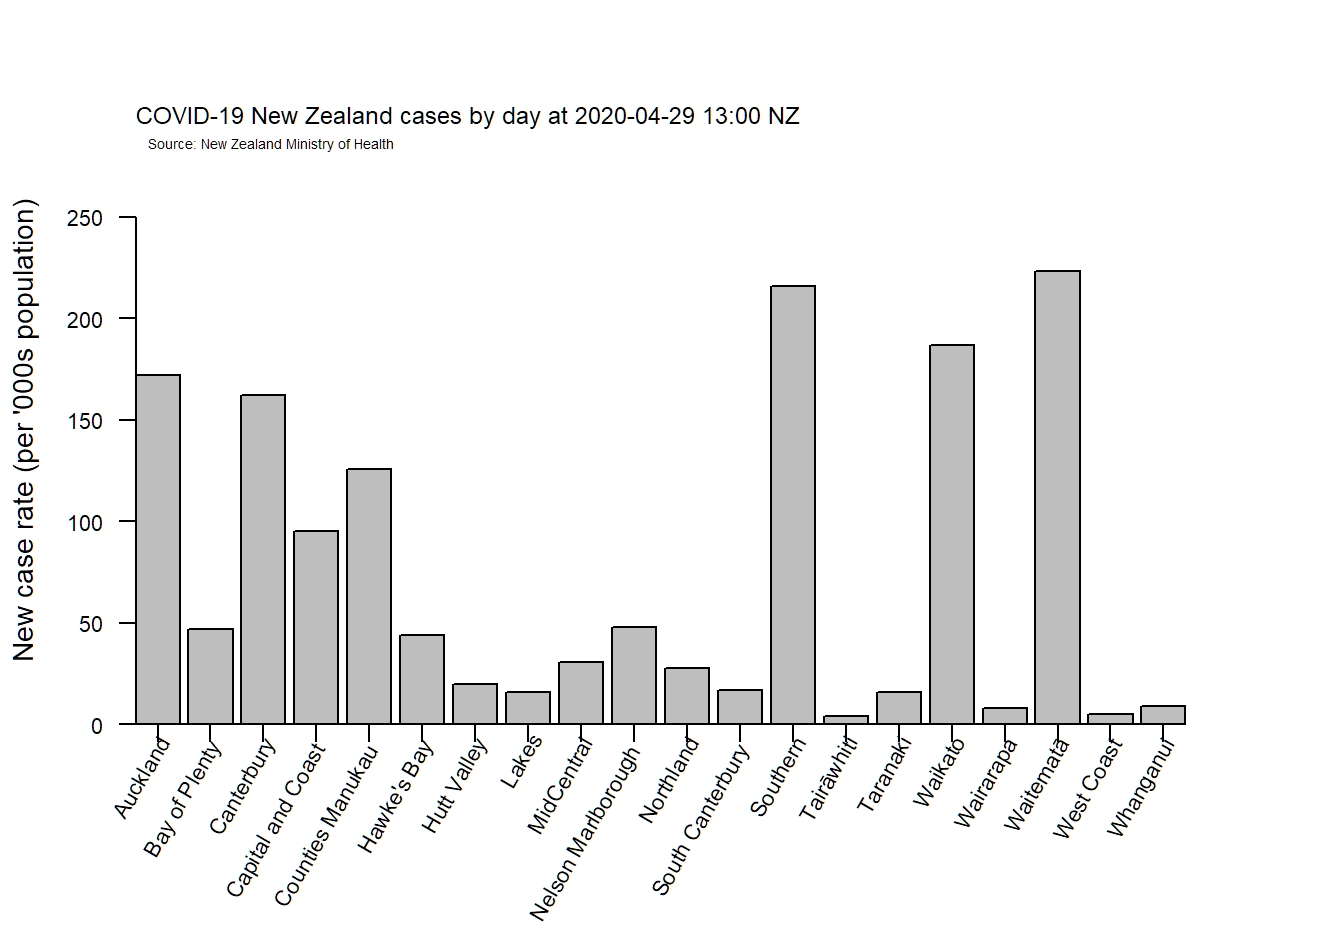 COVID-19 New Zealand cases by day at 2020-04-29 13:00 NZ
Source: New Zealand Ministry of Health
New case rate (per '000s population)
250
200
150
100
50
0
Auckland
Bay of Plenty
Canterbury
Capital and Coast
Counties Manukau
Hawke's Bay
Hutt Valley
Lakes
MidCentral
Nelson Marlborough
Northland
South Canterbury
Southern
Tairāwhiti
Taranaki
Waikato
Wairarapa
Waitematā
West Coast
Whanganui